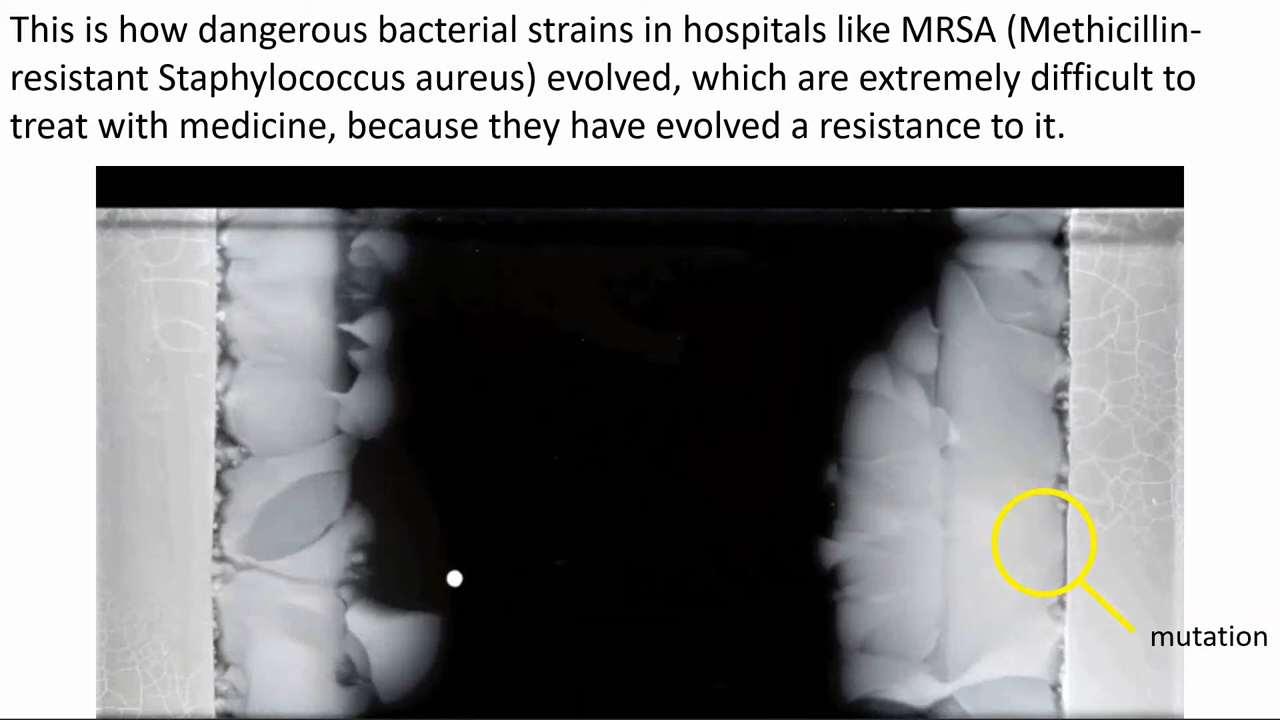 This is how dangerous bacterial strains in hospitals like MRSA (Methicillin-
resistant Staphylococcus aureus) evolved, which are extremely difficult to
treat with medicine, because they have evolved a resistance to it.
mutation